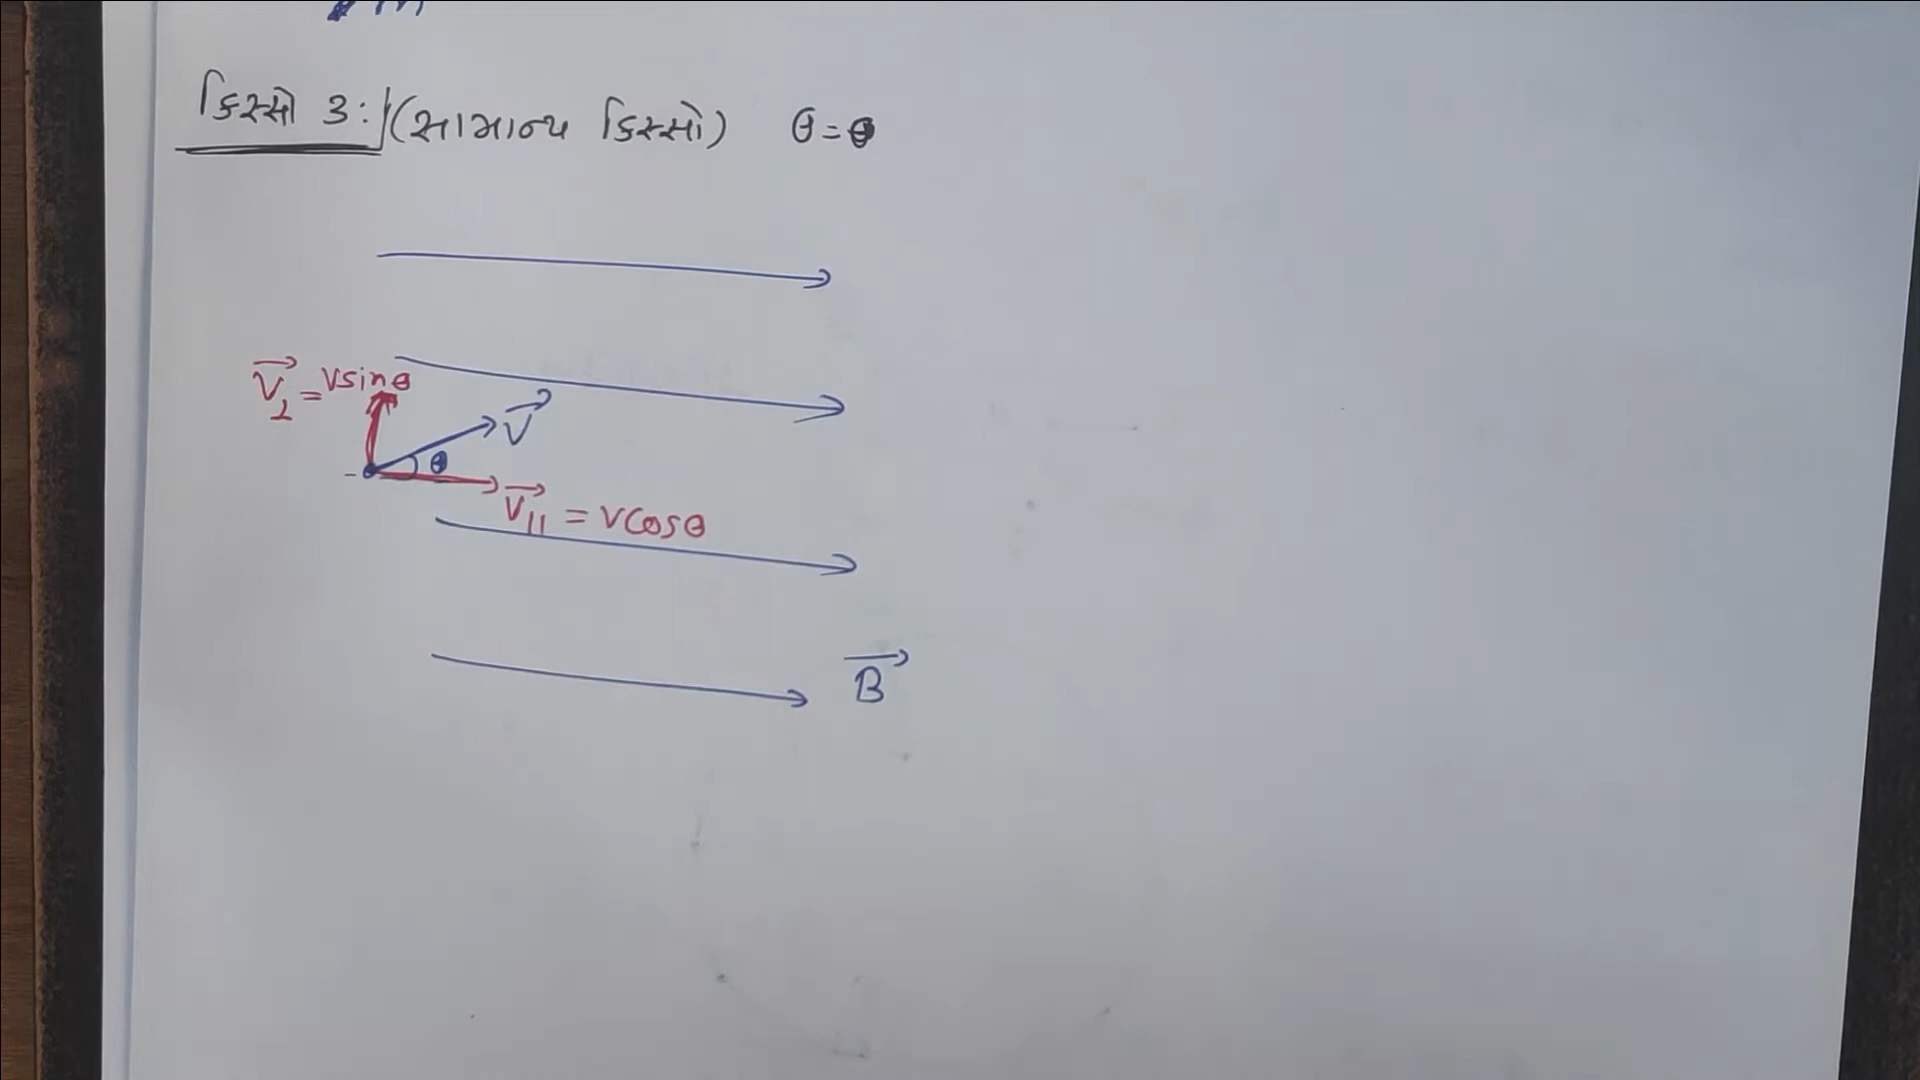 કિસ્સો 3: (સામાન્ય કિસ્સો) θ = θ
V⃗⊥ = Vsinθ
V⃗
θ
V⃗|| = VCosθ
B⃗